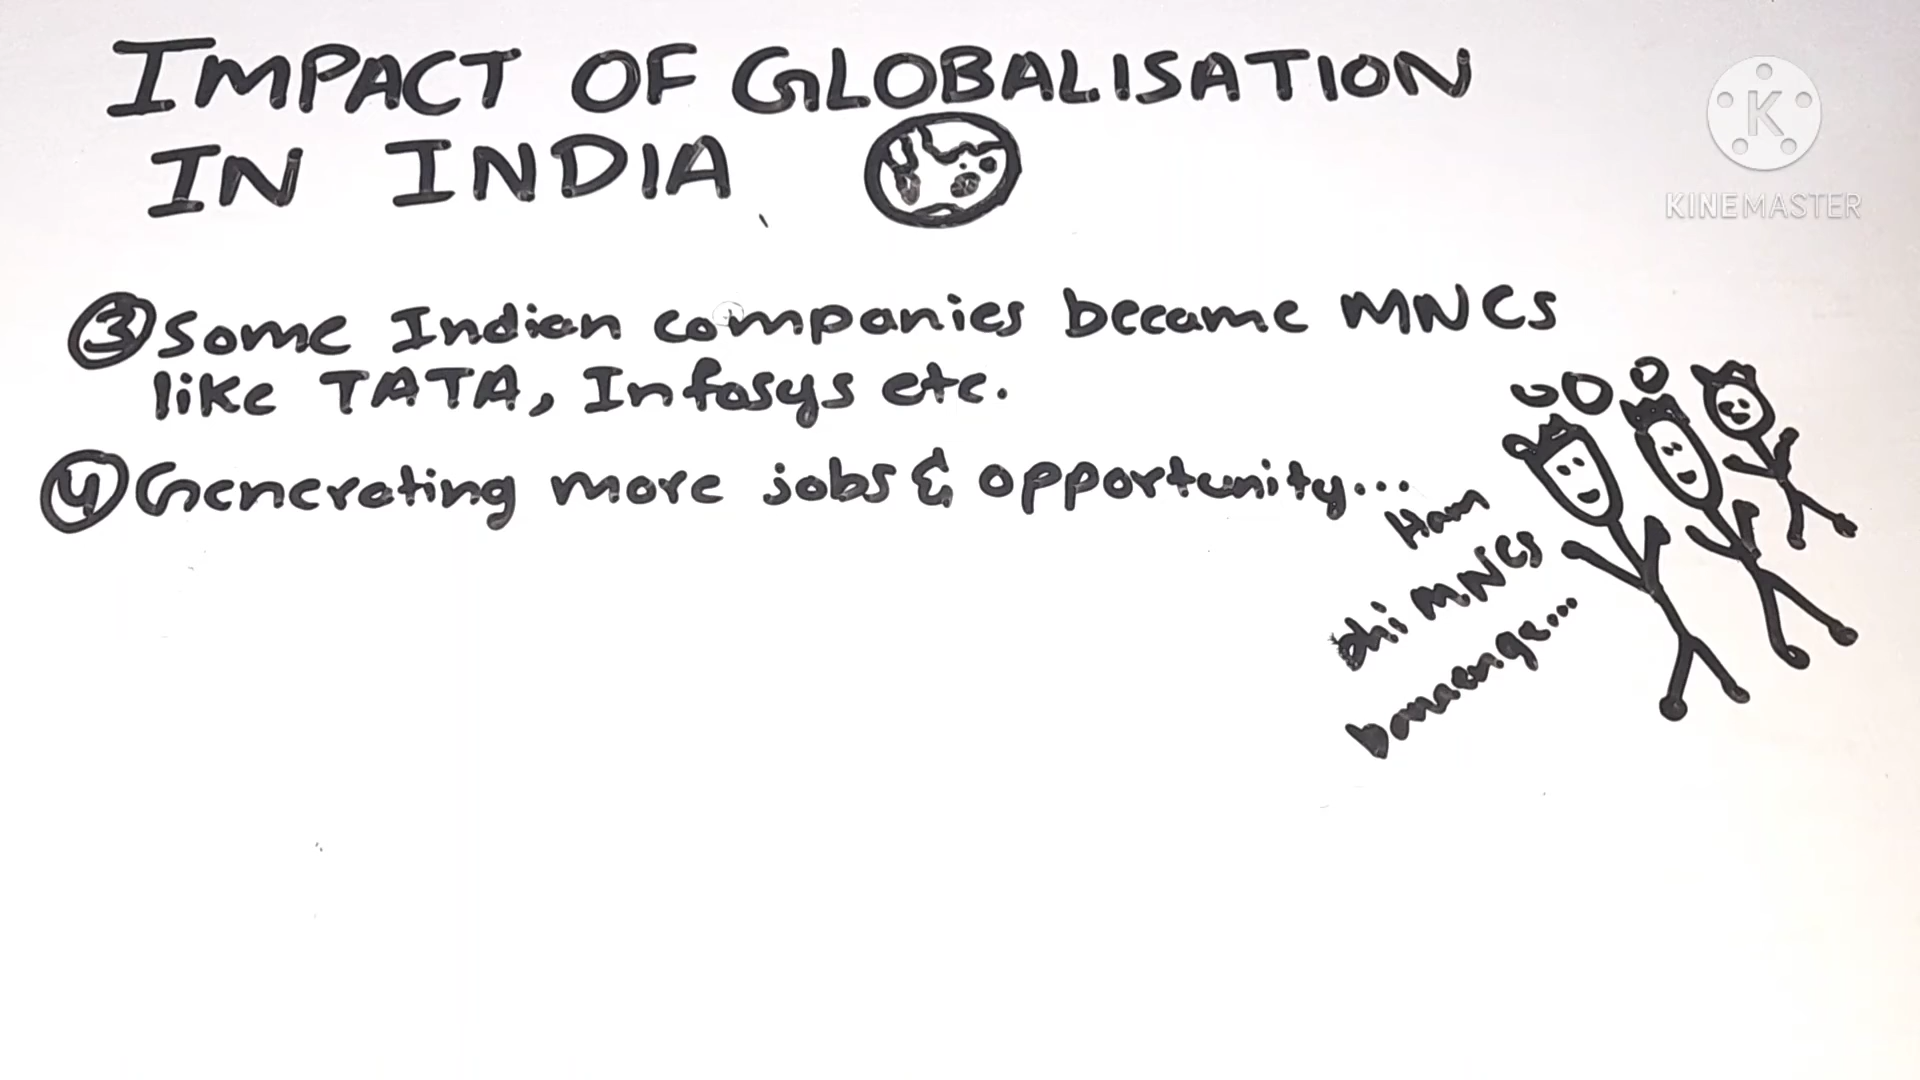 IMPACT OF GLOBALISATION
IN INDIA
K
KINEMASTER
③ Some Indian companies became MNCs
like TATA, Infosys etc.
④ Generating more jobs & opportunity...
Ham
bhi MNCs
banaenge...